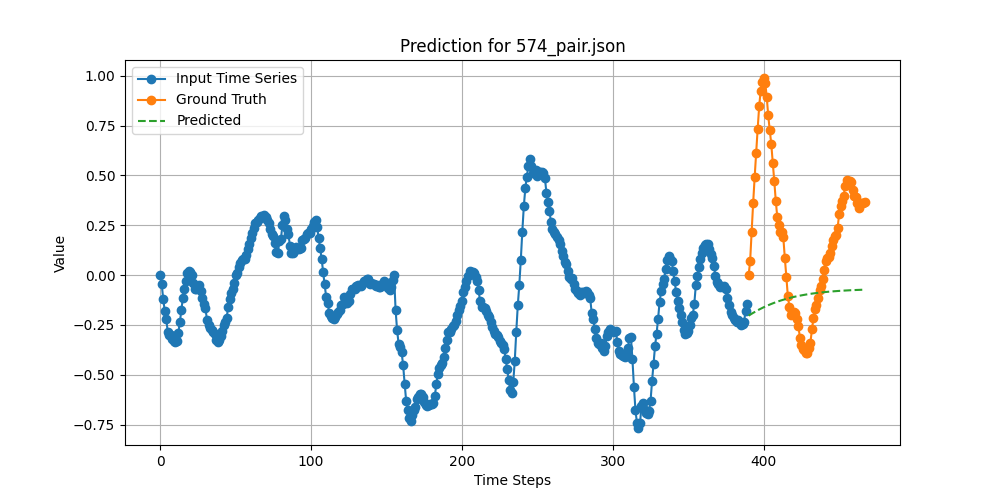 Prediction for 574_pair.json
Input Time Series
Ground Truth
Predicted
1.00
0.75
0.50
0.25
0.00
−0.25
−0.50
−0.75
Value
0
100
200
300
400
Time Steps